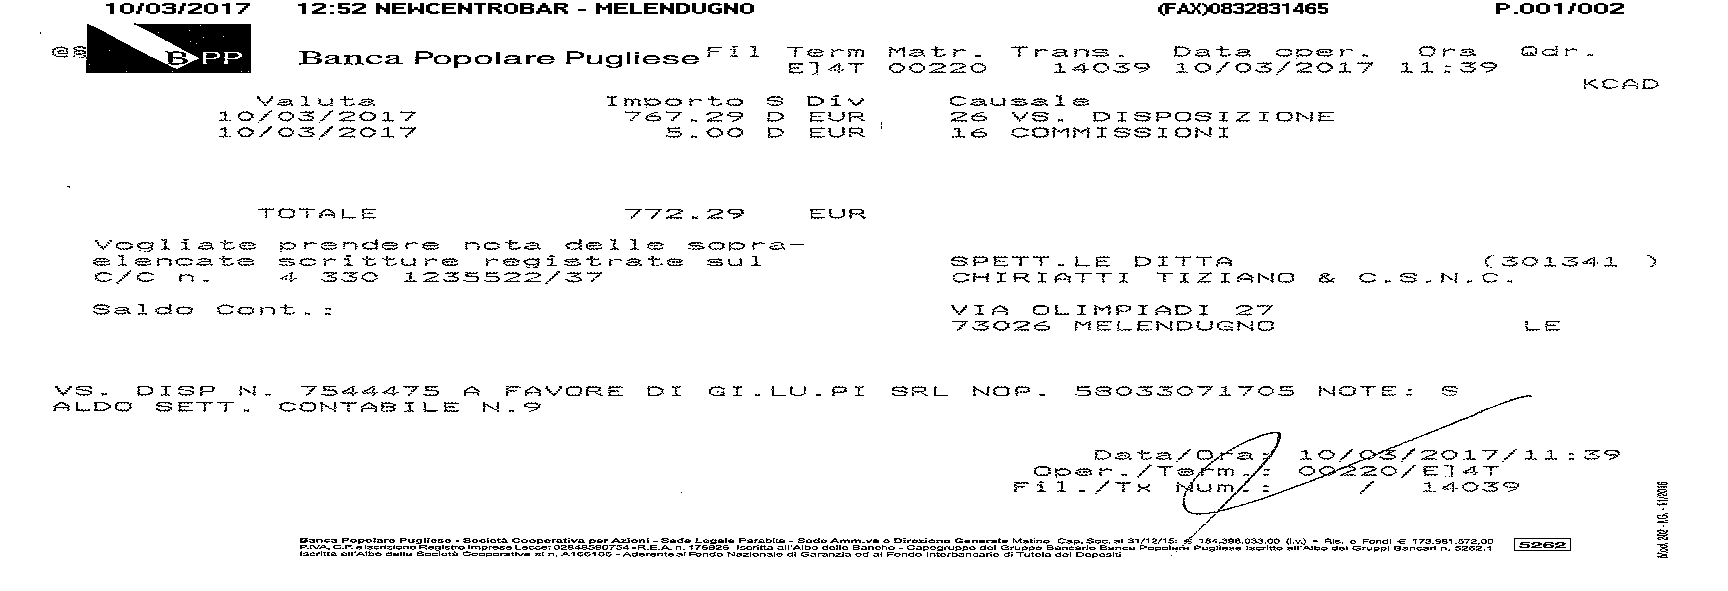 10/03/2017 12:52 NEWCENTROBAR - MELENDUGNO (FAX)0832831465 P.001/002
BPP Banca Popolare Pugliese Fil Term Matr. Trans. Data oper. Ora Qdr.
EJ4T 00220 14039 10/03/2017 11:39
KCAD
Valuta Importo S Div Causale
10/03/2017 767.29 D EUR 26 VS. DISPOSIZIONE
10/03/2017 5.00 D EUR 16 COMMISSIONI
TOTALE 772.29 EUR
Vogliate prendere nota delle sopra-
elencate scritture registrate sul SPETT.LE DITTA (301341 )
C/C n. 4 330 1235522/37 CHIRIATTI TIZIANO & C.S.N.C.
Saldo Cont.: VIA OLIMPIADI 27
73026 MELENDUGNO LE
VS. DISP N. 7544475 A FAVORE DI GI.LU.PI SRL NOP. 58033071705 NOTE: S
ALDO SETT. CONTABILE N.9
Data/Ora: 10/03/2017/11:39
Oper./Term.: 00220/EJ4T
Fil./Tx Num.: / 14039
Banca Popolare Pugliese - Società Cooperativa per Azioni - Sede Legale Parabita - Sede Amm.va e Direzione Generale Matino Cap. Soc. al 31/12/15: € 184.398.033,00 (i.v.) - Ris. e Fondi € 173.981.572,00
P.IVA, C.F. e Iscrizione Registro Imprese Lecce: 02848590754 - R.E.A. n. 176926 Iscritta all'Albo delle Banche - Capogruppo del Gruppo Bancario Banca Popolare Pugliese iscritto all'Albo dei Gruppi Bancari n. 5262.1
Iscritta all'Albo delle Società Cooperative al n. A166106 - Aderente al Fondo Nazionale di Garanzia ed al Fondo Interbancario di Tutela dei Depositi
5262